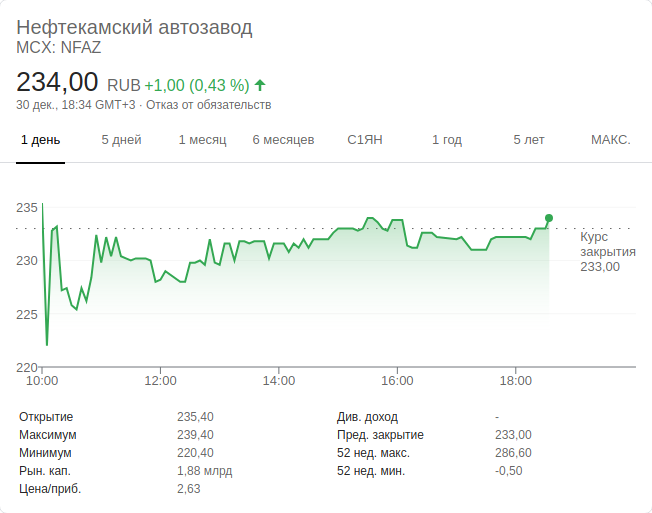 Нефтекамский автозавод
MCX: NFAZ
234,00 RUB +1,00 (0,43 %)
30 дек., 18:34 GMT+3 · Отказ от обязательств
1 день 5 дней 1 месяц 6 месяцев С1ЯН 1 год 5 лет МАКС.
235
230
225
220
Курс
закрытия
233,00
10:00 12:00 14:00 16:00 18:00
Открытие 235,40 Див. доход -
Максимум 239,40 Пред. закрытие 233,00
Минимум 220,40 52 нед. макс. 286,60
Рын. кап. 1,88 млрд 52 нед. мин. -0,50
Цена/приб. 2,63